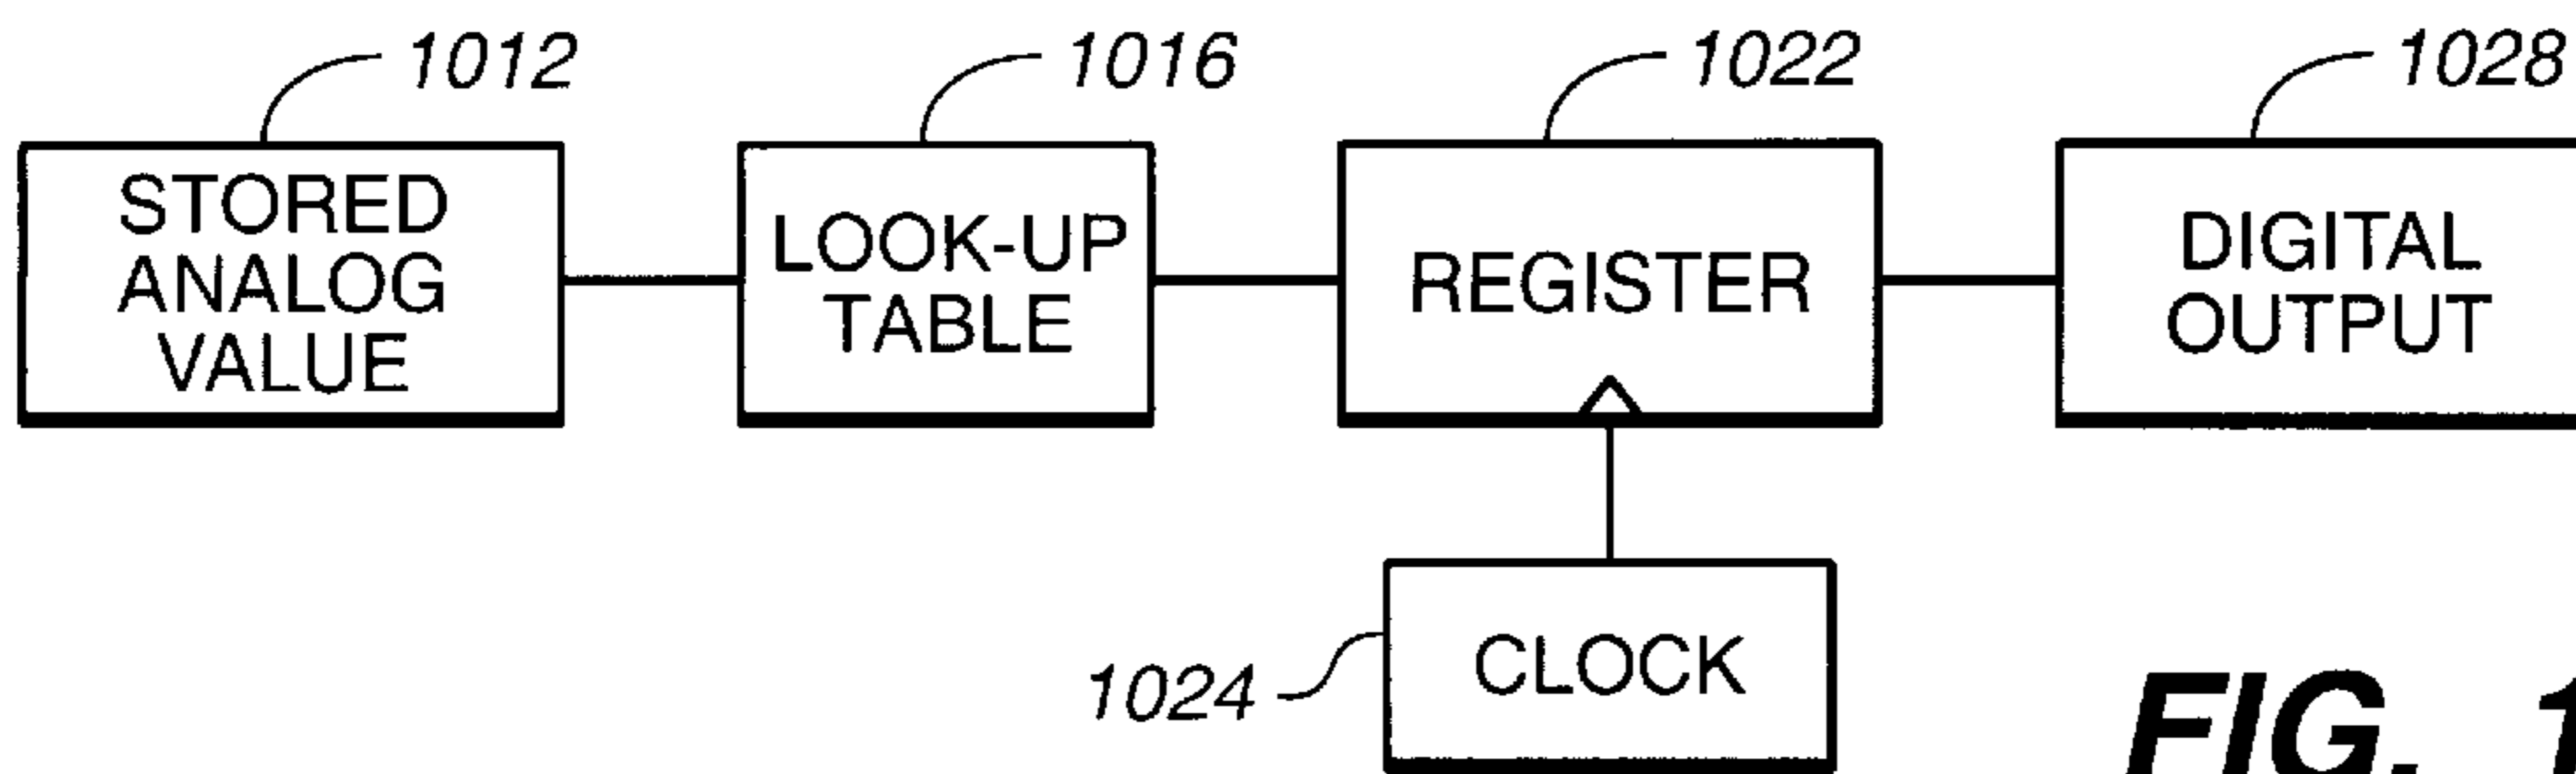 1012
1016
1022
1028
STORED
ANALOG
VALUE
LOOK-UP
TABLE
REGISTER
DIGITAL
OUTPUT
1024
CLOCK
FIG.